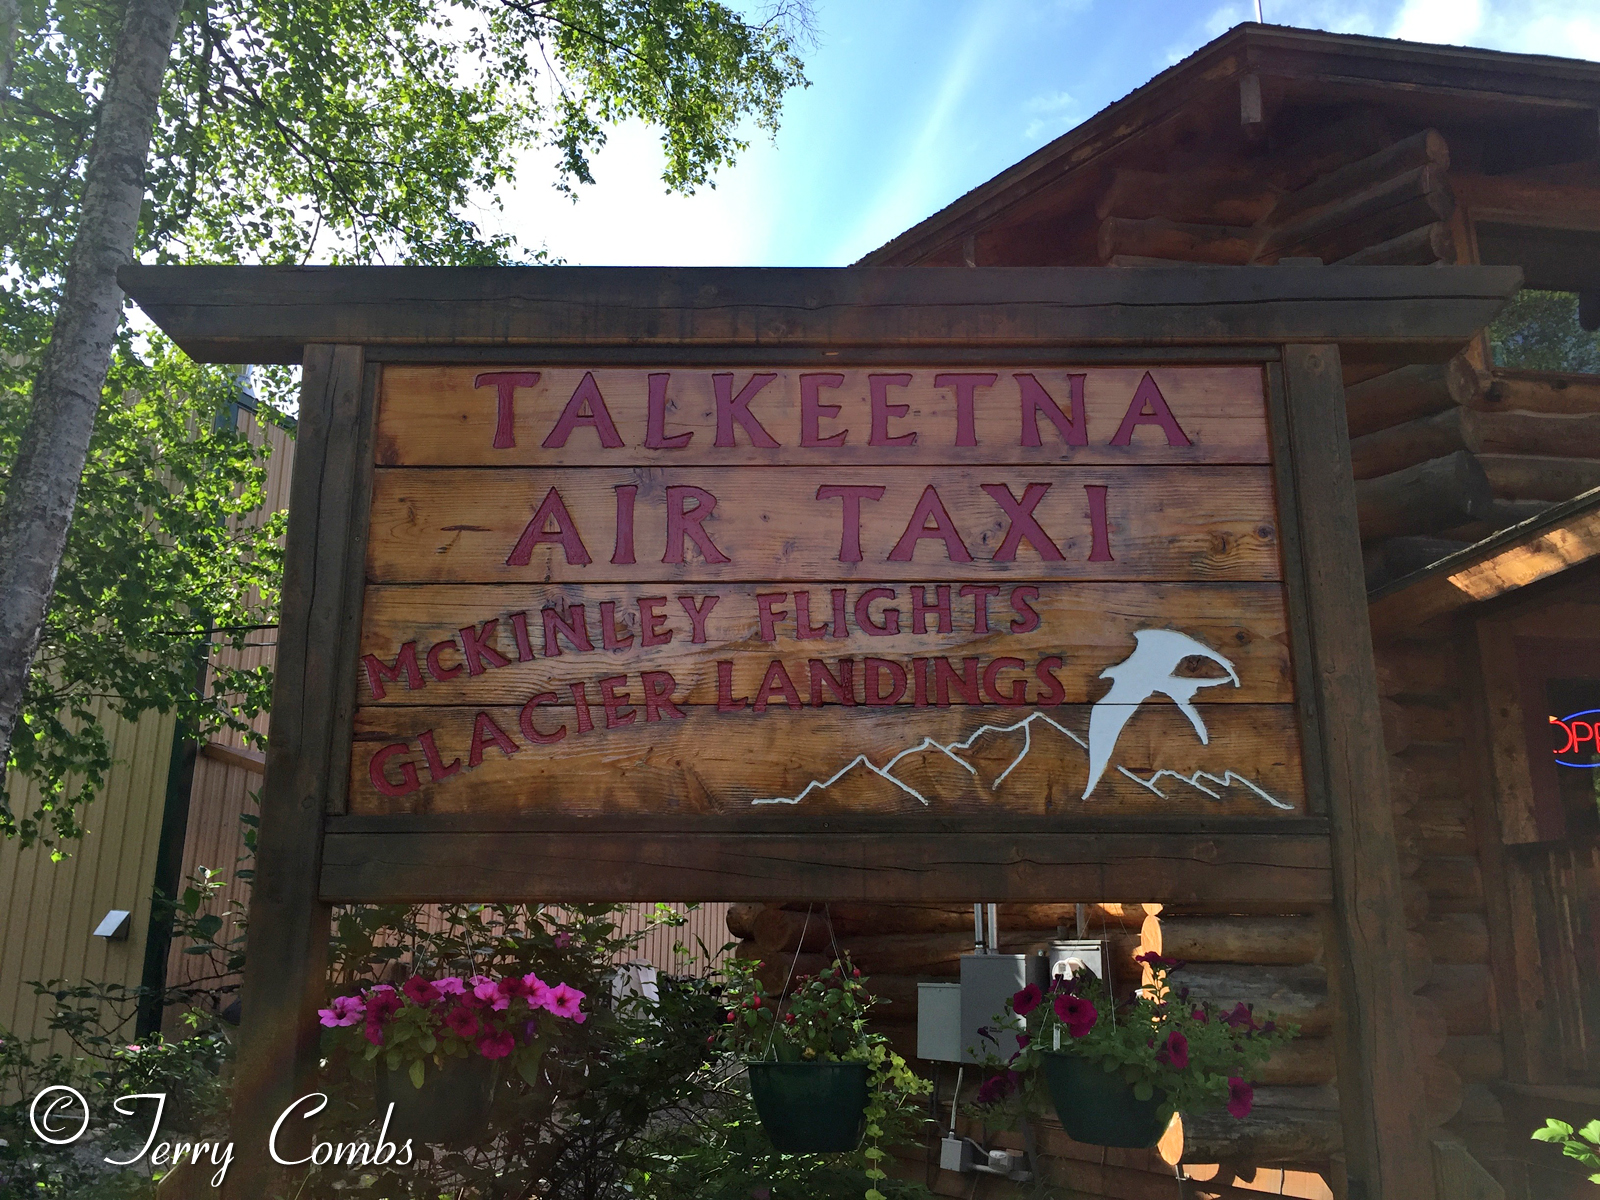 TALKEETNA
AIR TAXI
McKINLEY FLIGHTS
GLACIER LANDINGS
© Terry Combs